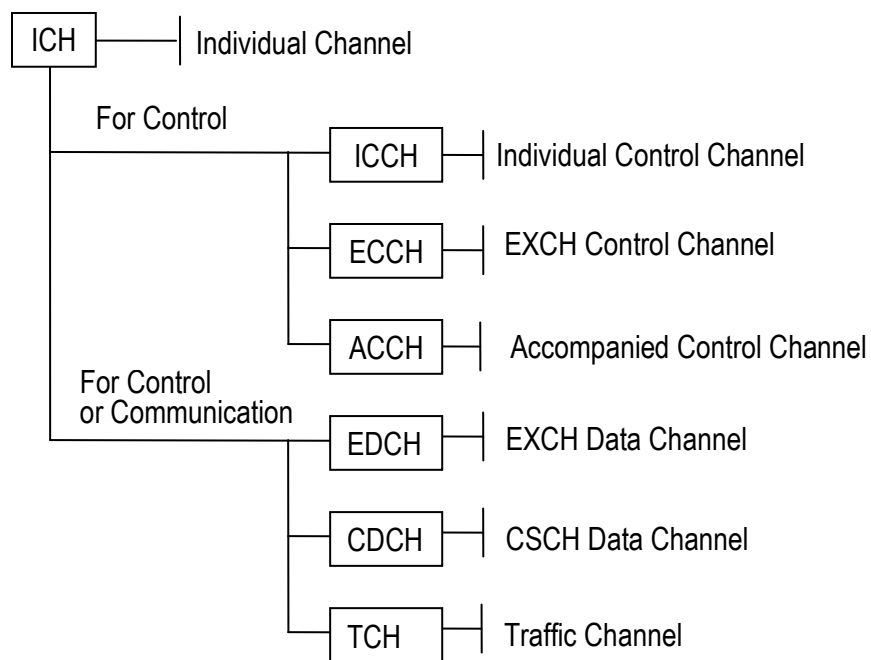 ICH Individual Channel
For Control
ICCH Individual Control Channel
ECCH EXCH Control Channel
ACCH Accompanied Control Channel
For Control
or Communication
EDCH EXCH Data Channel
CDCH CSCH Data Channel
TCH Traffic Channel